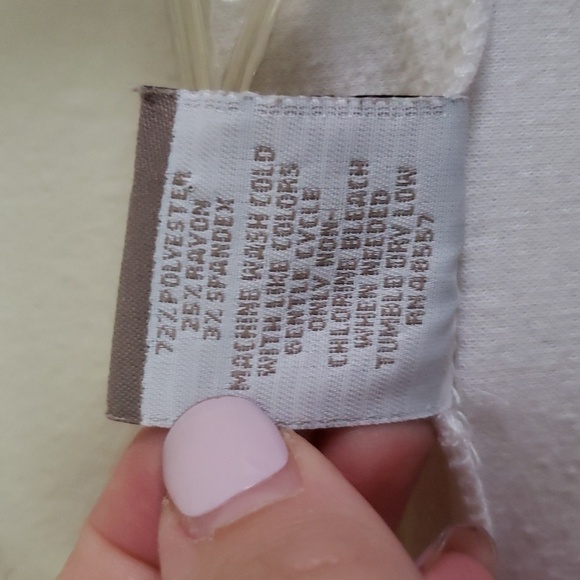 72% POLYESTER
25% RAYON
3% SPANDEX
MACHINE WASH COLD
WITH LIKE COLORS
GENTLE CYCLE
ONLY NON-
CHLORINE BLEACH
WHEN NEEDED
TUMBLE DRY LOW
RN48557